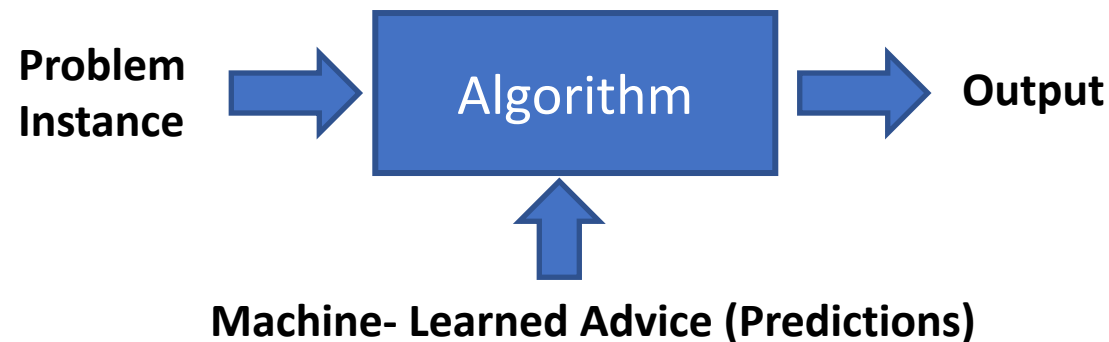 Problem
Instance
Algorithm
Output
Machine- Learned Advice (Predictions)